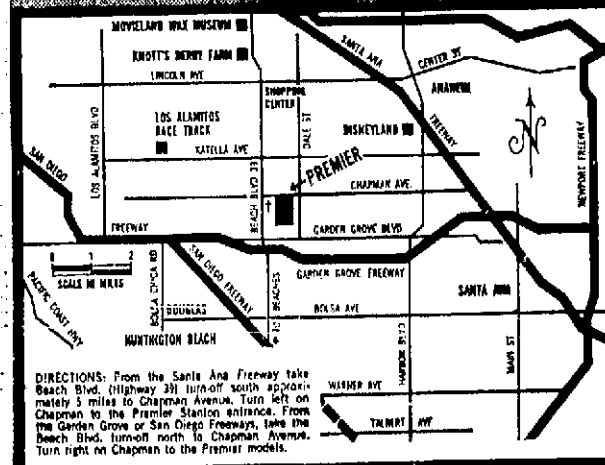 MOVIELAND WAX MUSEUM
KNOTT'S BERRY FARM
LINCOLN AVE
SANTA ANA
CENTER ST
ANAHEIM
SHOPPING
CENTER
LOS ALAMITOS
RACE TRACK
DALE ST
DISNEYLAND
FREEWAY
N
NEWPORT FREEWAY
SAN DIEGO
LOS ALAMITOS BLVD
KATELLA AVE
BEACH BLVD (39)
PREMIER
CHAPMAN AVE.
FREEWAY
GARDEN GROVE BLVD
0 1 2
SCALE IN MILES
PACIFIC COAST HWY
BOLSA CHICA RD
SAN DIEGO FREEWAY
GARDEN GROVE FREEWAY
SANTA ANA
DOUGLAS
TO BEACHES
BOLSA AVE
HUNTINGTON BEACH
HARBOR BLVD
MAIN ST
WARNER AVE
TALBERT AVE
DIRECTIONS: From the Santa Ana Freeway take
Beach Blvd. (Highway 39) turn-off south approxi-
mately 5 miles to Chapman Avenue. Turn left on
Chapman to the Premier Stanton entrance. From
the Garden Grove or San Diego Freeways, take the
Beach Blvd. turn-off north to Chapman Avenue.
Turn right on Chapman to the Premier models.